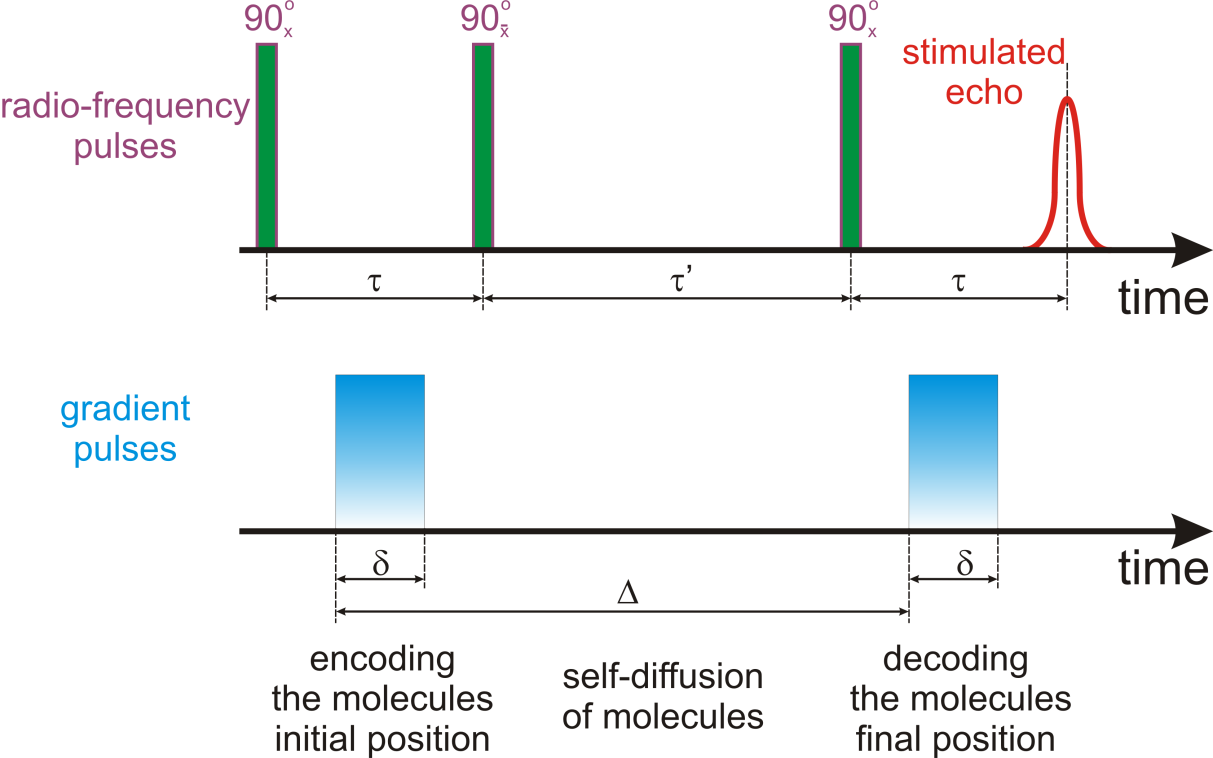 90°x 90°x̄ 90°x
radio-frequency
pulses
stimulated
echo
τ τ’ τ
time
gradient
pulses
δ δ
time
Δ
encoding
the molecules
initial position
self-diffusion
of molecules
decoding
the molecules
final position